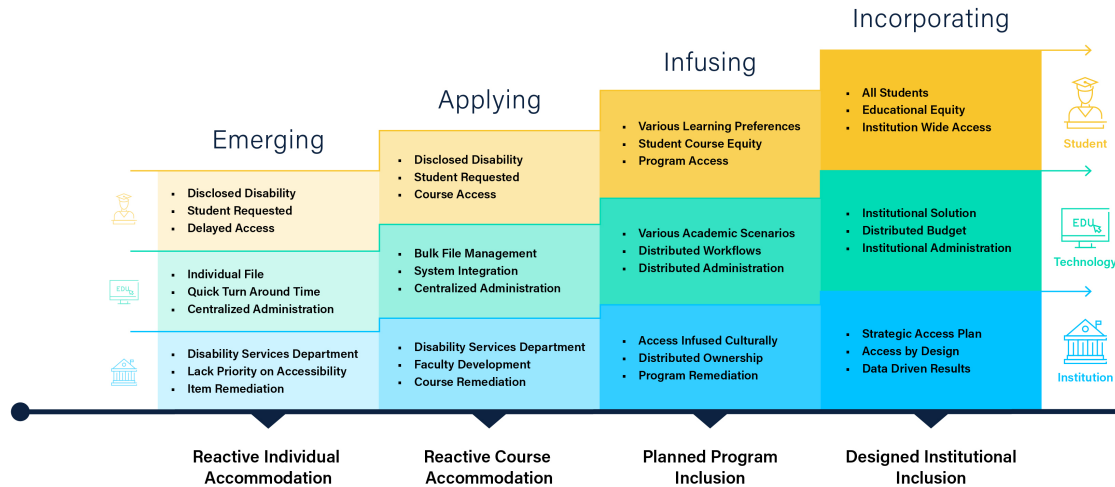 Emerging
Applying
Infusing
Incorporating
▪ Disclosed Disability
▪ Student Requested
▪ Delayed Access
▪ Disclosed Disability
▪ Student Requested
▪ Course Access
▪ Various Learning Preferences
▪ Student Course Equity
▪ Program Access
▪ All Students
▪ Educational Equity
▪ Institution Wide Access
Student
EDU
▪ Individual File
▪ Quick Turn Around Time
▪ Centralized Administration
▪ Bulk File Management
▪ System Integration
▪ Centralized Administration
▪ Various Academic Scenarios
▪ Distributed Workflows
▪ Distributed Administration
▪ Institutional Solution
▪ Distributed Budget
▪ Institutional Administration
EDU
Technology
▪ Disability Services Department
▪ Lack Priority on Accessibility
▪ Item Remediation
▪ Disability Services Department
▪ Faculty Development
▪ Course Remediation
▪ Access Infused Culturally
▪ Distributed Ownership
▪ Program Remediation
▪ Strategic Access Plan
▪ Access by Design
▪ Data Driven Results
Institution
Reactive Individual
Accommodation
Reactive Course
Accommodation
Planned Program
Inclusion
Designed Institutional
Inclusion